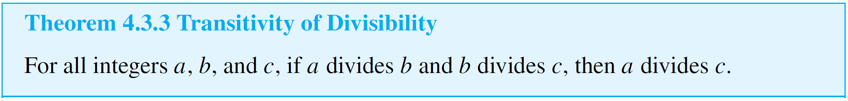 Theorem 4.3.3 Transitivity of Divisibility
For all integers a, b, and c, if a divides b and b divides c, then a divides c.